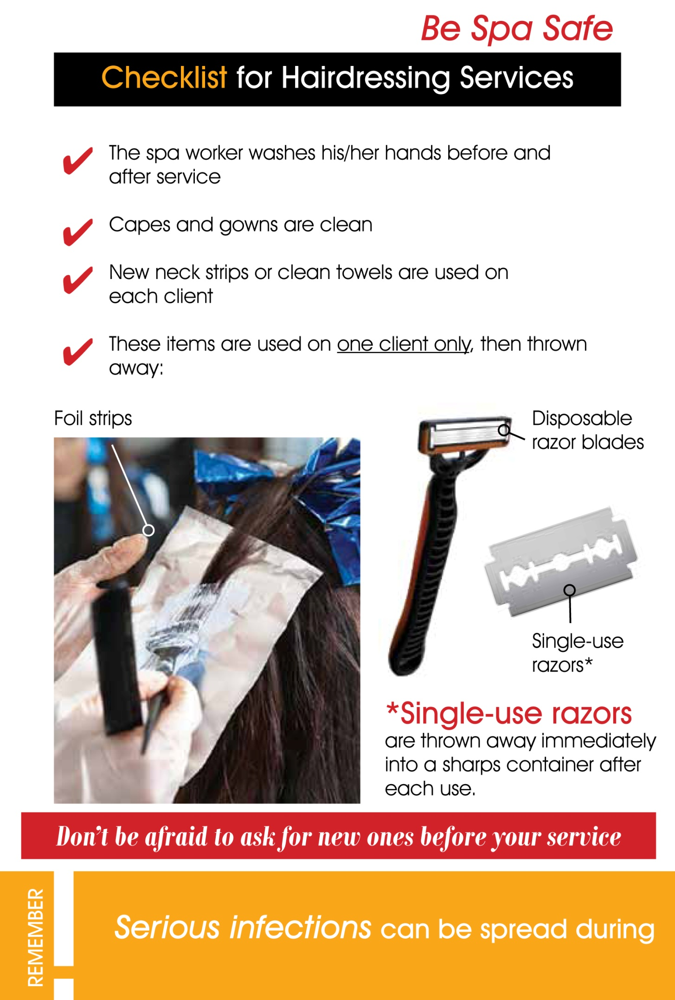 Be Spa Safe
Checklist for Hairdressing Services
The spa worker washes his/her hands before and
after service
Capes and gowns are clean
New neck strips or clean towels are used on
each client
These items are used on one client only, then thrown
away:
Foil strips
Disposable
razor blades
Single-use
razors*
*Single-use razors
are thrown away immediately
into a sharps container after
each use.
Don't be afraid to ask for new ones before your service
REMEMBER
Serious infections can be spread during